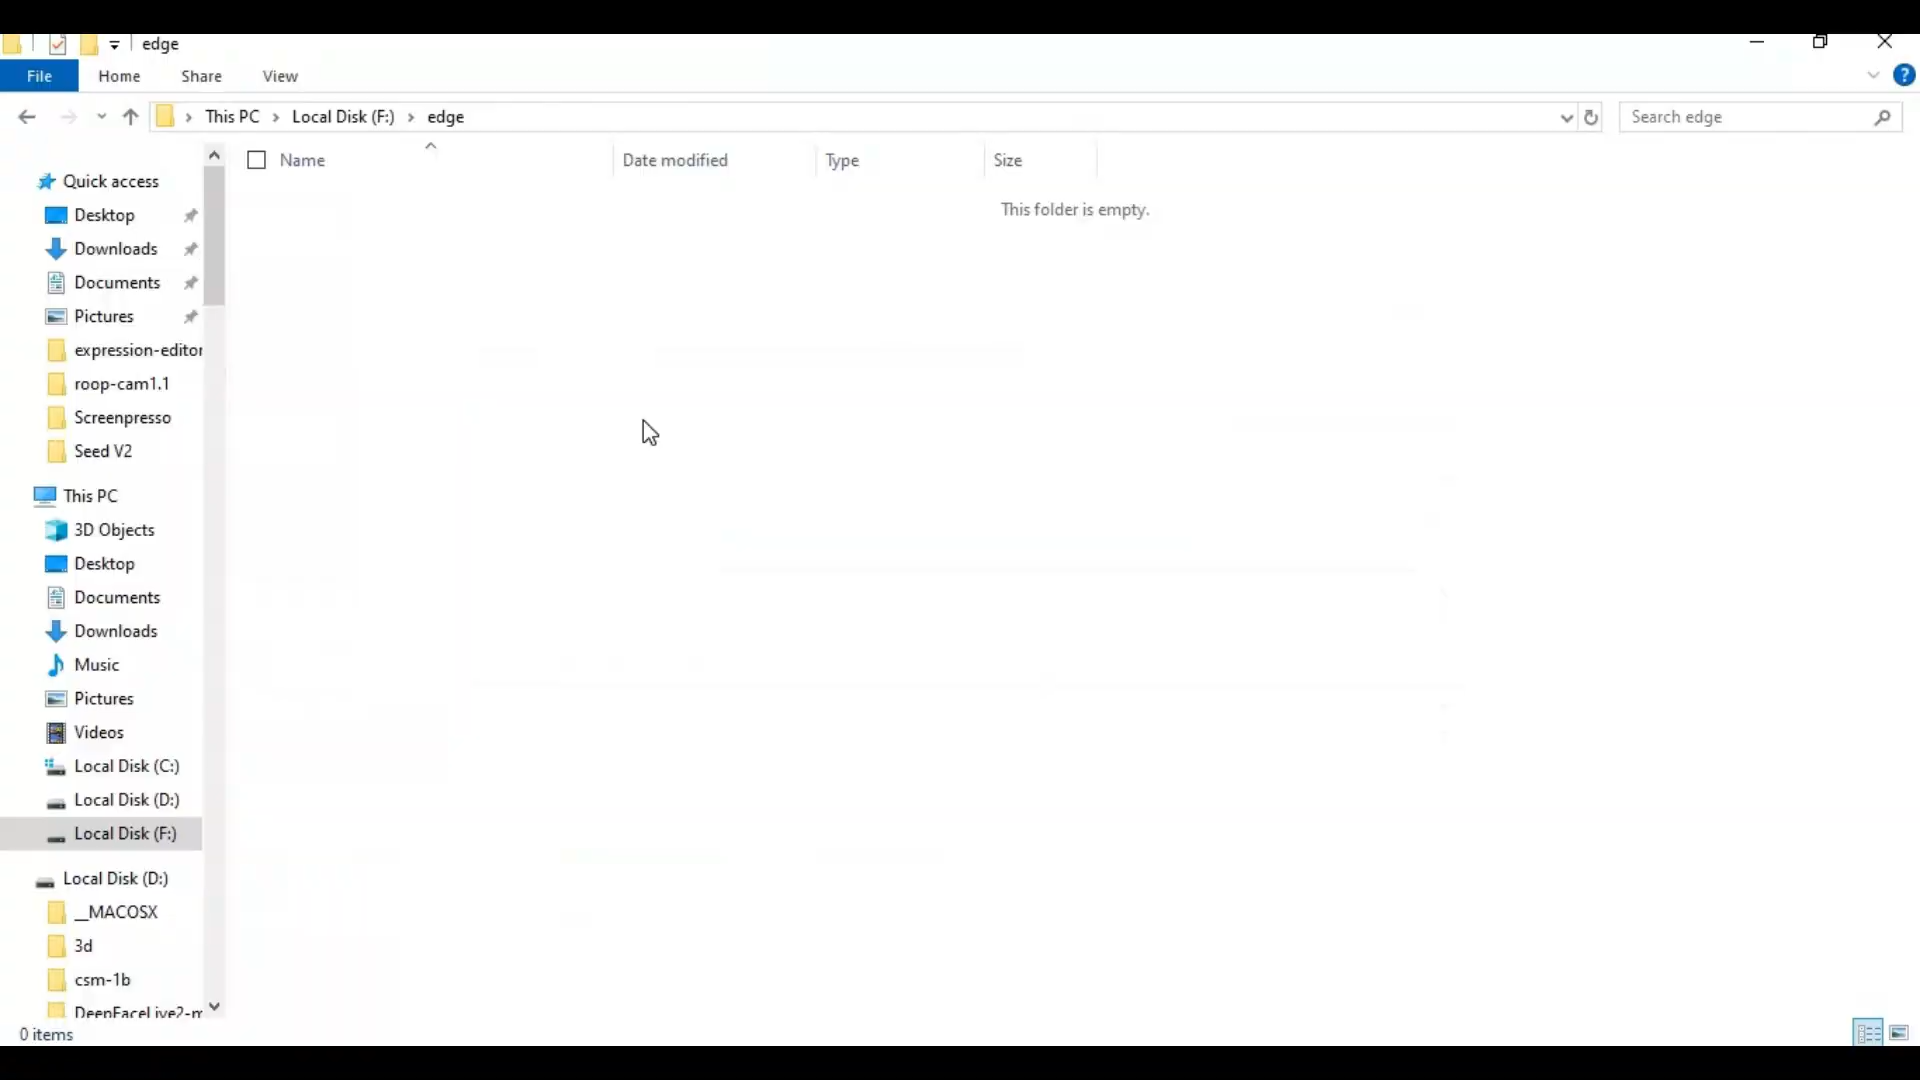 edge
File Home Share View
This PC Local Disk (F:) edge
Search edge
Name Date modified Type Size
This folder is empty.
Quick access
Desktop
Downloads
Documents
Pictures
expression-editor
roop-cam1.1
Screenpresso
Seed V2
This PC
3D Objects
Desktop
Documents
Downloads
Music
Pictures
Videos
Local Disk (C:)
Local Disk (D:)
Local Disk (F:)
Local Disk (D:)
__MACOSX
3d
csm-1b
DeepFaceLive2-m
0 items